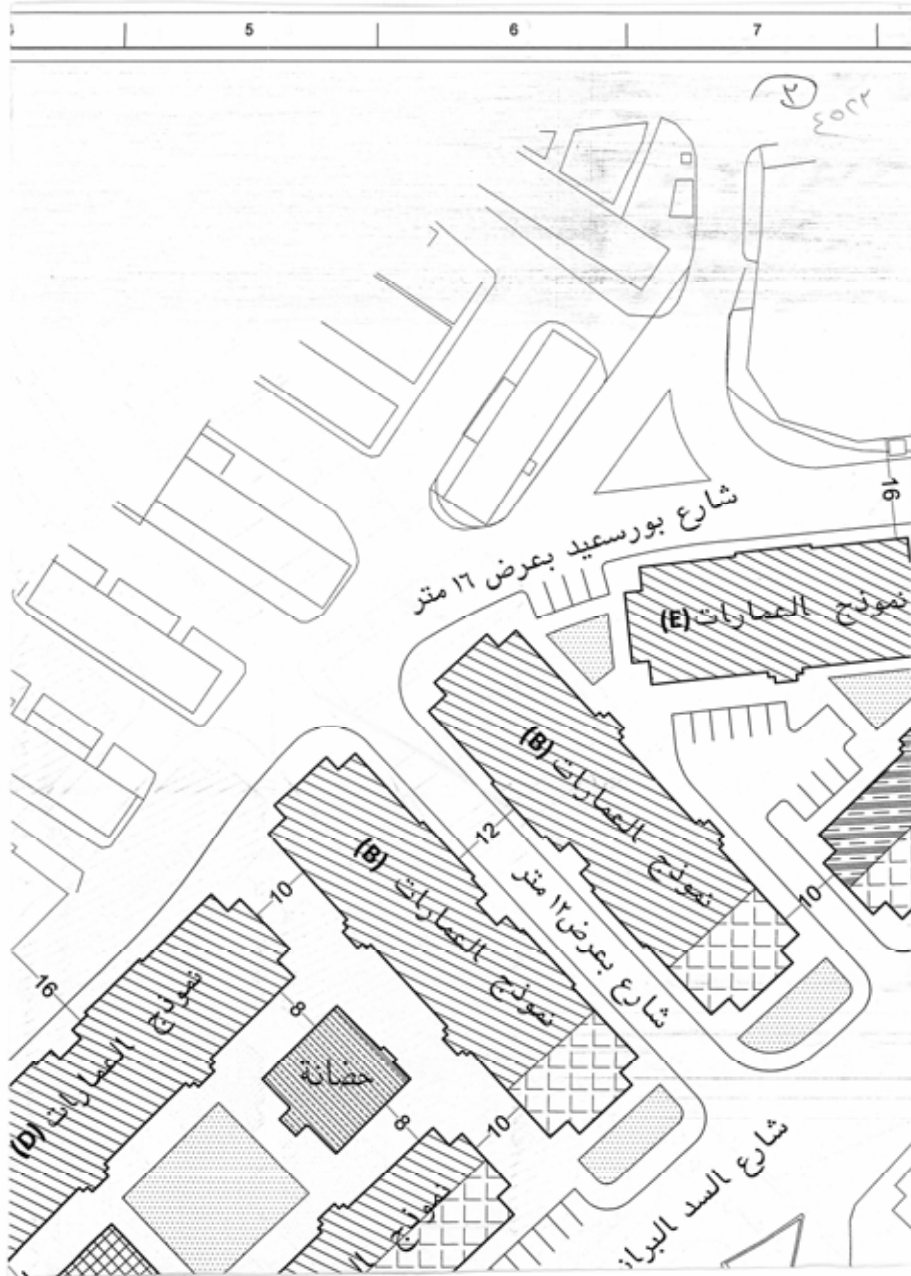 5 6 7
٢
٤٥٢٢
16
شارع بورسعيد بعرض ١٦ متر
نموذج العمارات (E)
نموذج العمارات (B)
12
10
نموذج العمارات (B)
شارع بعرض ١٢ متر
10
16
نموذج العمارات (D)
8
حضانة
8
10
نموذج
شارع السد